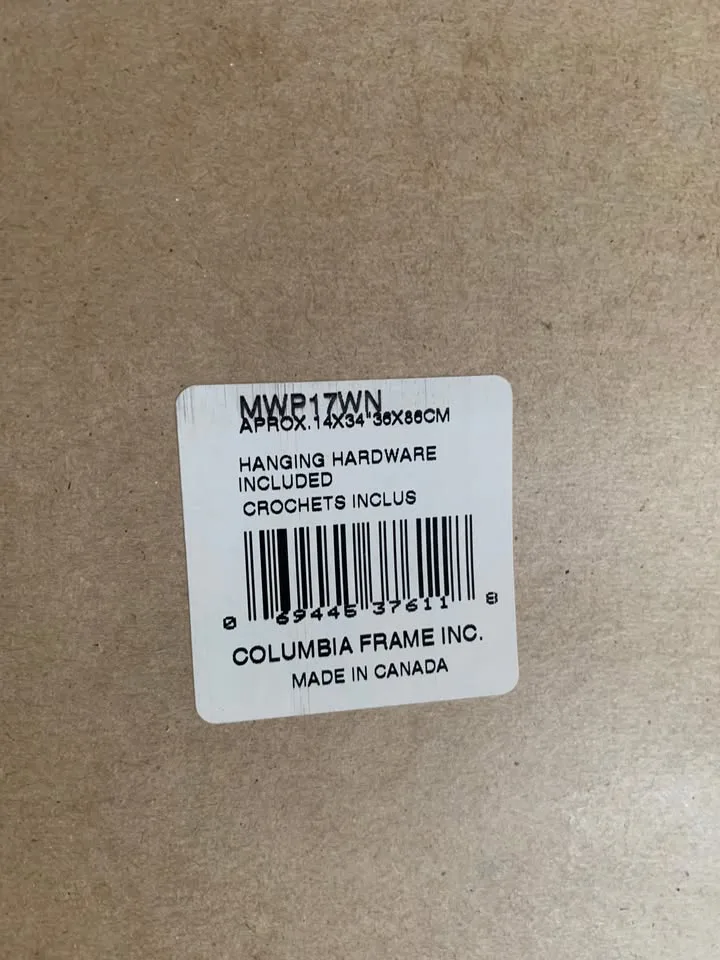 MWP17WN
APROX.14X34"36X86CM
HANGING HARDWARE
INCLUDED
CROCHETS INCLUS
0 69445 37611 8
COLUMBIA FRAME INC.
MADE IN CANADA